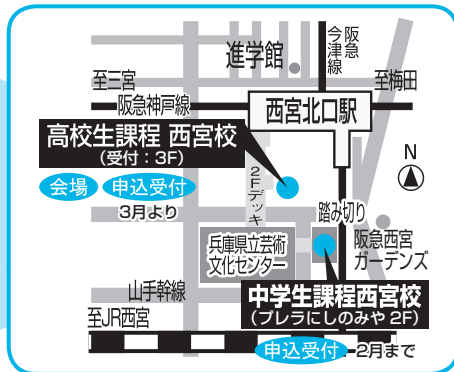 進学館
阪急
今津線
至三宮
至梅田
阪急神戸線
西宮北口駅
高校生課程 西宮校
（受付：3F）
会場
申込受付
3月より
2Fデッキ
N
踏み切り
兵庫県立芸術
文化センター
阪急西宮
ガーデンズ
山手幹線
中学生課程西宮校
（プレラにしのみや 2F）
至JR西宮
申込受付
2月まで